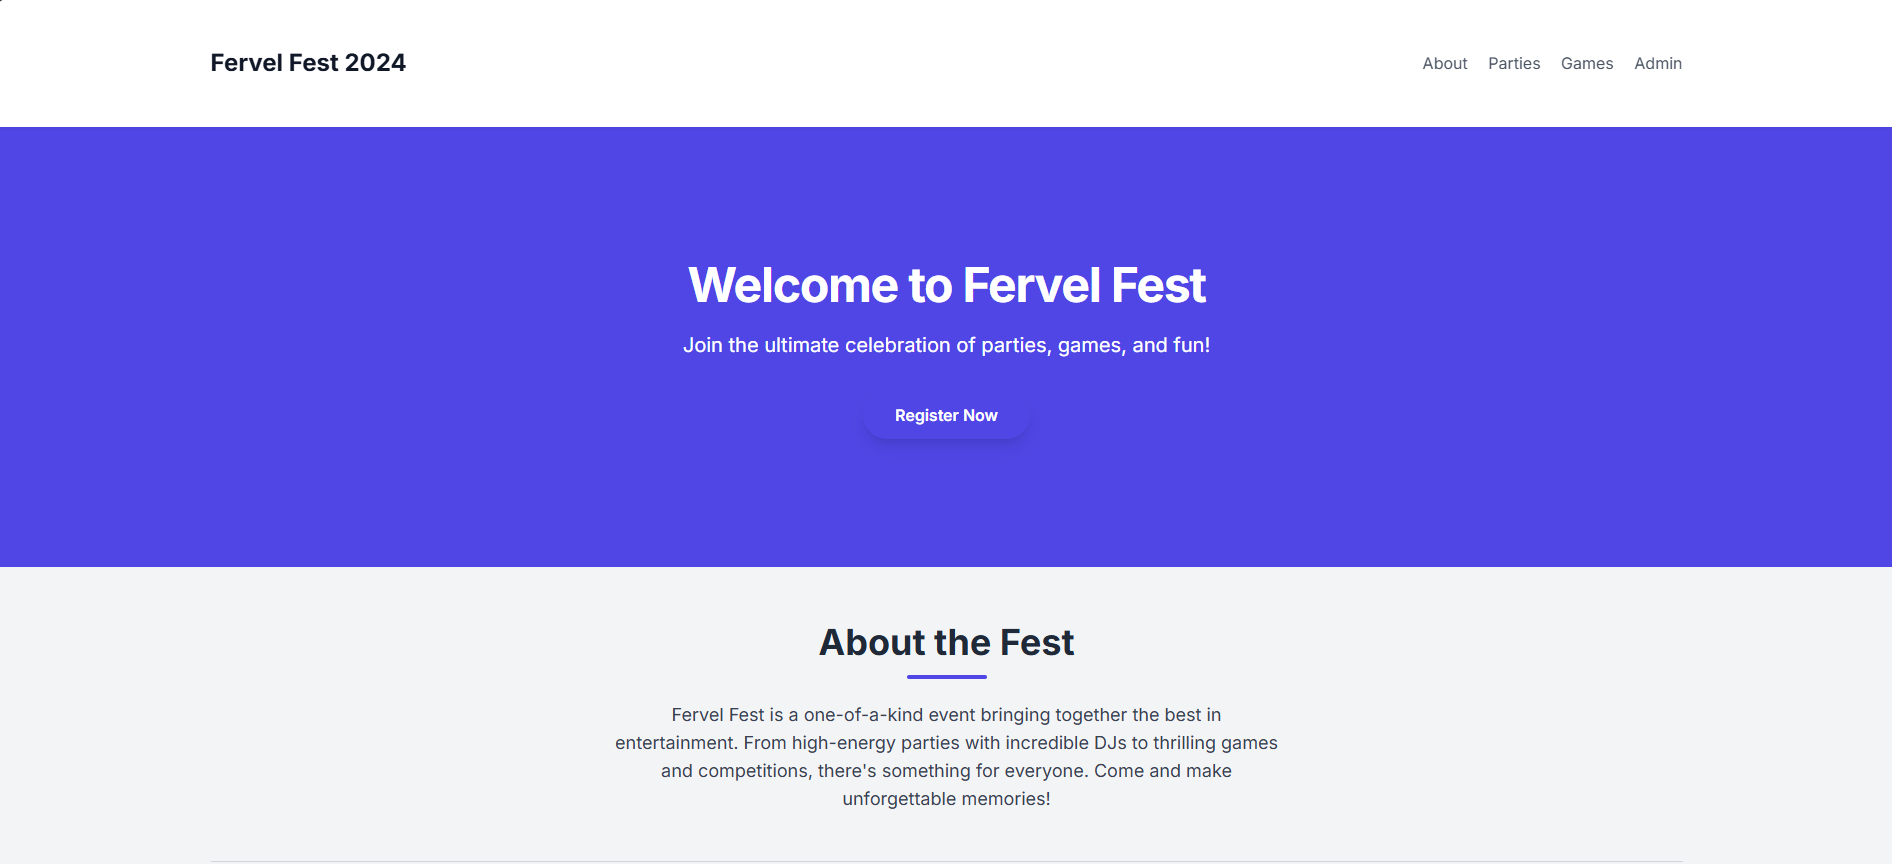 Fervel Fest 2024
About Parties Games Admin
Welcome to Fervel Fest
Join the ultimate celebration of parties, games, and fun!
Register Now
About the Fest
Fervel Fest is a one-of-a-kind event bringing together the best in
entertainment. From high-energy parties with incredible DJs to thrilling games
and competitions, there's something for everyone. Come and make
unforgettable memories!